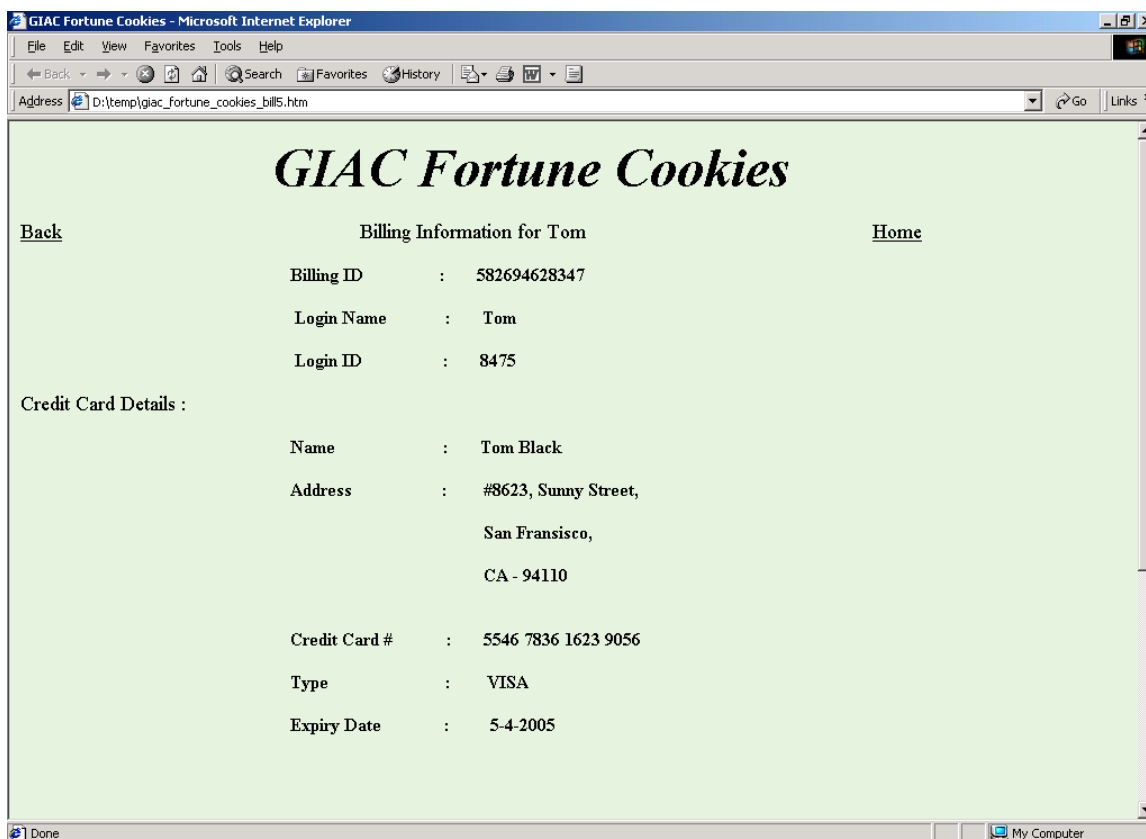 GIAC Fortune Cookies - Microsoft Internet Explorer
File Edit View Favorites Tools Help
Back Search Favorites History
Address D:\temp\giac_fortune_cookies_bill5.htm Go Links
GIAC Fortune Cookies
Back Billing Information for Tom Home
Billing ID : 582694628347
Login Name : Tom
Login ID : 8475
Credit Card Details :
Name : Tom Black
Address : #8623, Sunny Street,
San Fransisco,
CA - 94110
Credit Card # : 5546 7836 1623 9056
Type : VISA
Expiry Date : 5-4-2005
Done My Computer